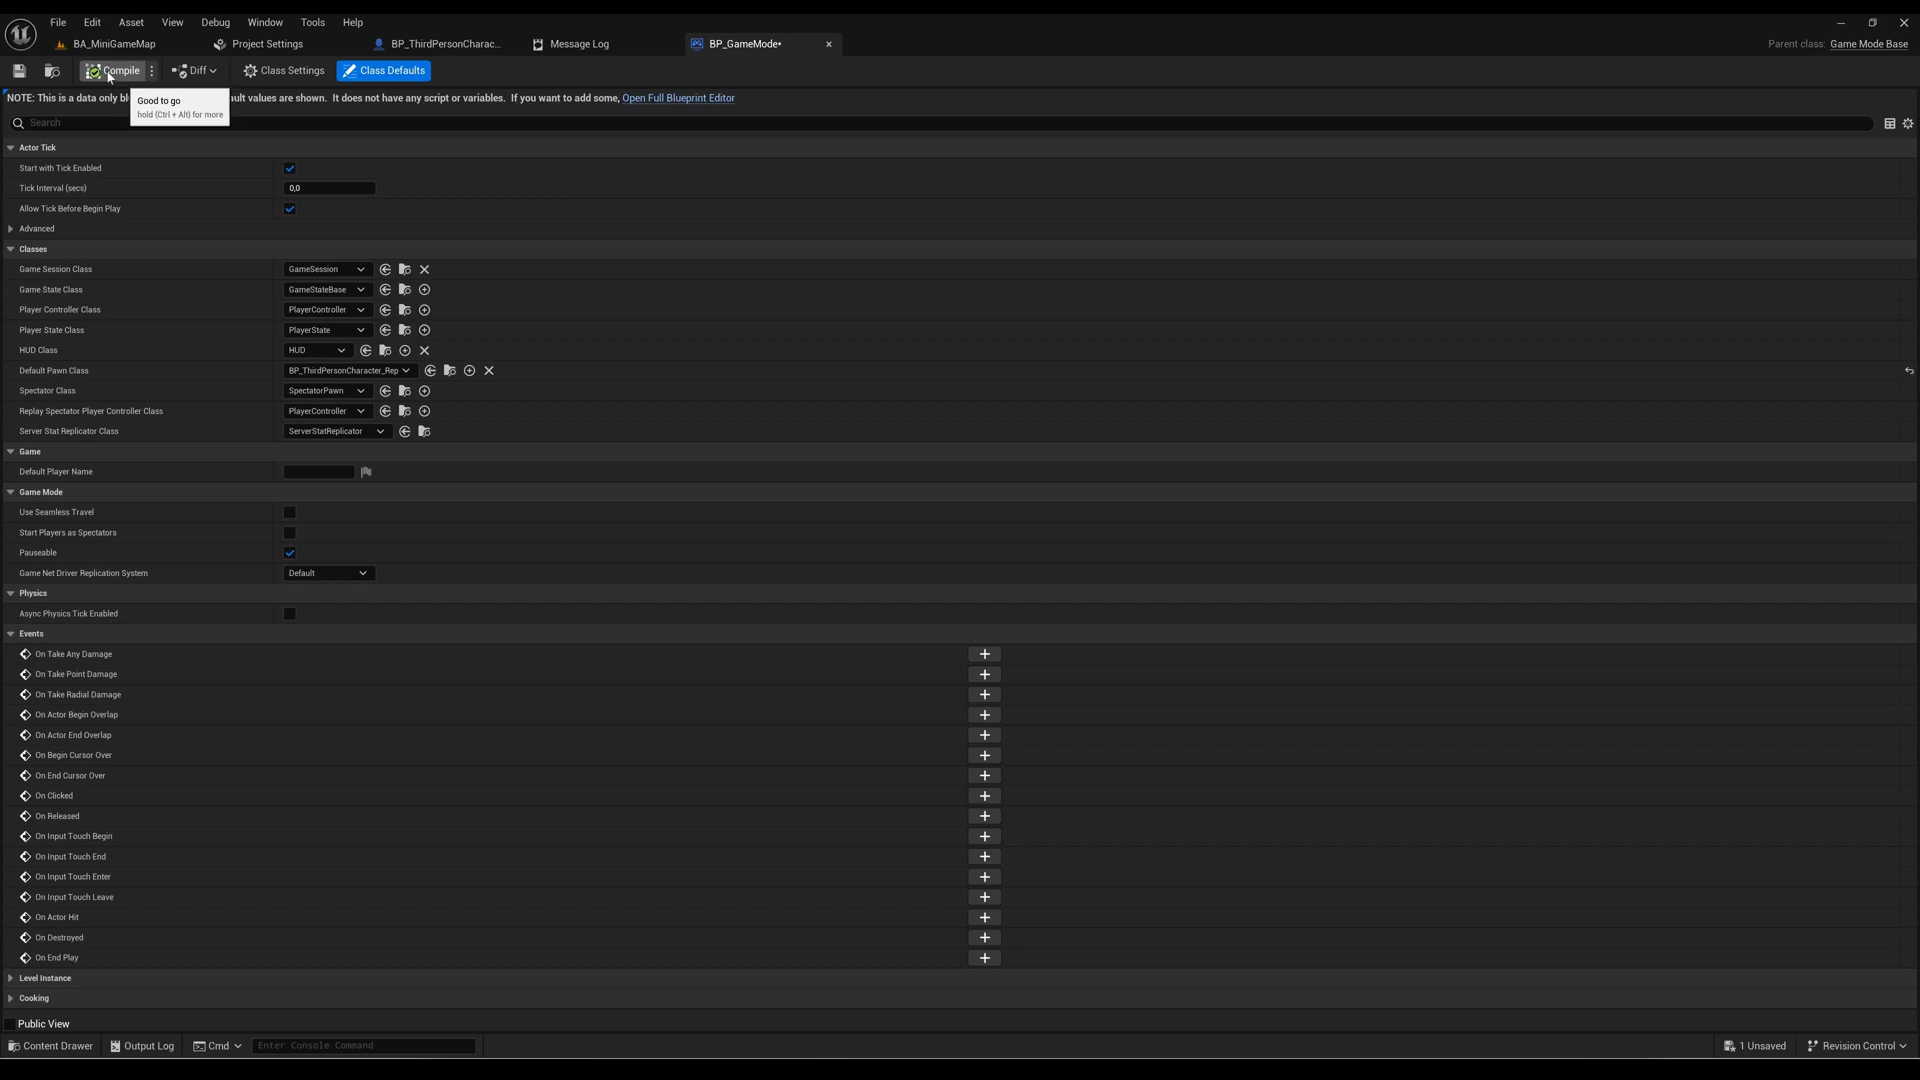 File Edit Asset View Debug Window Tools Help
BA_MiniGameMap Project Settings BP_ThirdPersonCharac... Message Log BP_GameMode* Parent class: Game Mode Base
Compile Diff Class Settings Class Defaults
NOTE: This is a data only bl ult values are shown. It does not have any script or variables. If you want to add some, Open Full Blueprint Editor
Good to go
hold (Ctrl + Alt) for more
Search
Actor Tick
Start with Tick Enabled
Tick Interval (secs) 0,0
Allow Tick Before Begin Play
Advanced
Classes
Game Session Class GameSession
Game State Class GameStateBase
Player Controller Class PlayerController
Player State Class PlayerState
HUD Class HUD
Default Pawn Class BP_ThirdPersonCharacter_Rep
Spectator Class SpectatorPawn
Replay Spectator Player Controller Class PlayerController
Server Stat Replicator Class ServerStatReplicator
Game
Default Player Name
Game Mode
Use Seamless Travel
Start Players as Spectators
Pauseable
Game Net Driver Replication System Default
Physics
Async Physics Tick Enabled
Events
On Take Any Damage
On Take Point Damage
On Take Radial Damage
On Actor Begin Overlap
On Actor End Overlap
On Begin Cursor Over
On End Cursor Over
On Clicked
On Released
On Input Touch Begin
On Input Touch End
On Input Touch Enter
On Input Touch Leave
On Actor Hit
On Destroyed
On End Play
Level Instance
Cooking
Public View
Content Drawer Output Log Cmd Enter Console Command 1 Unsaved Revision Control